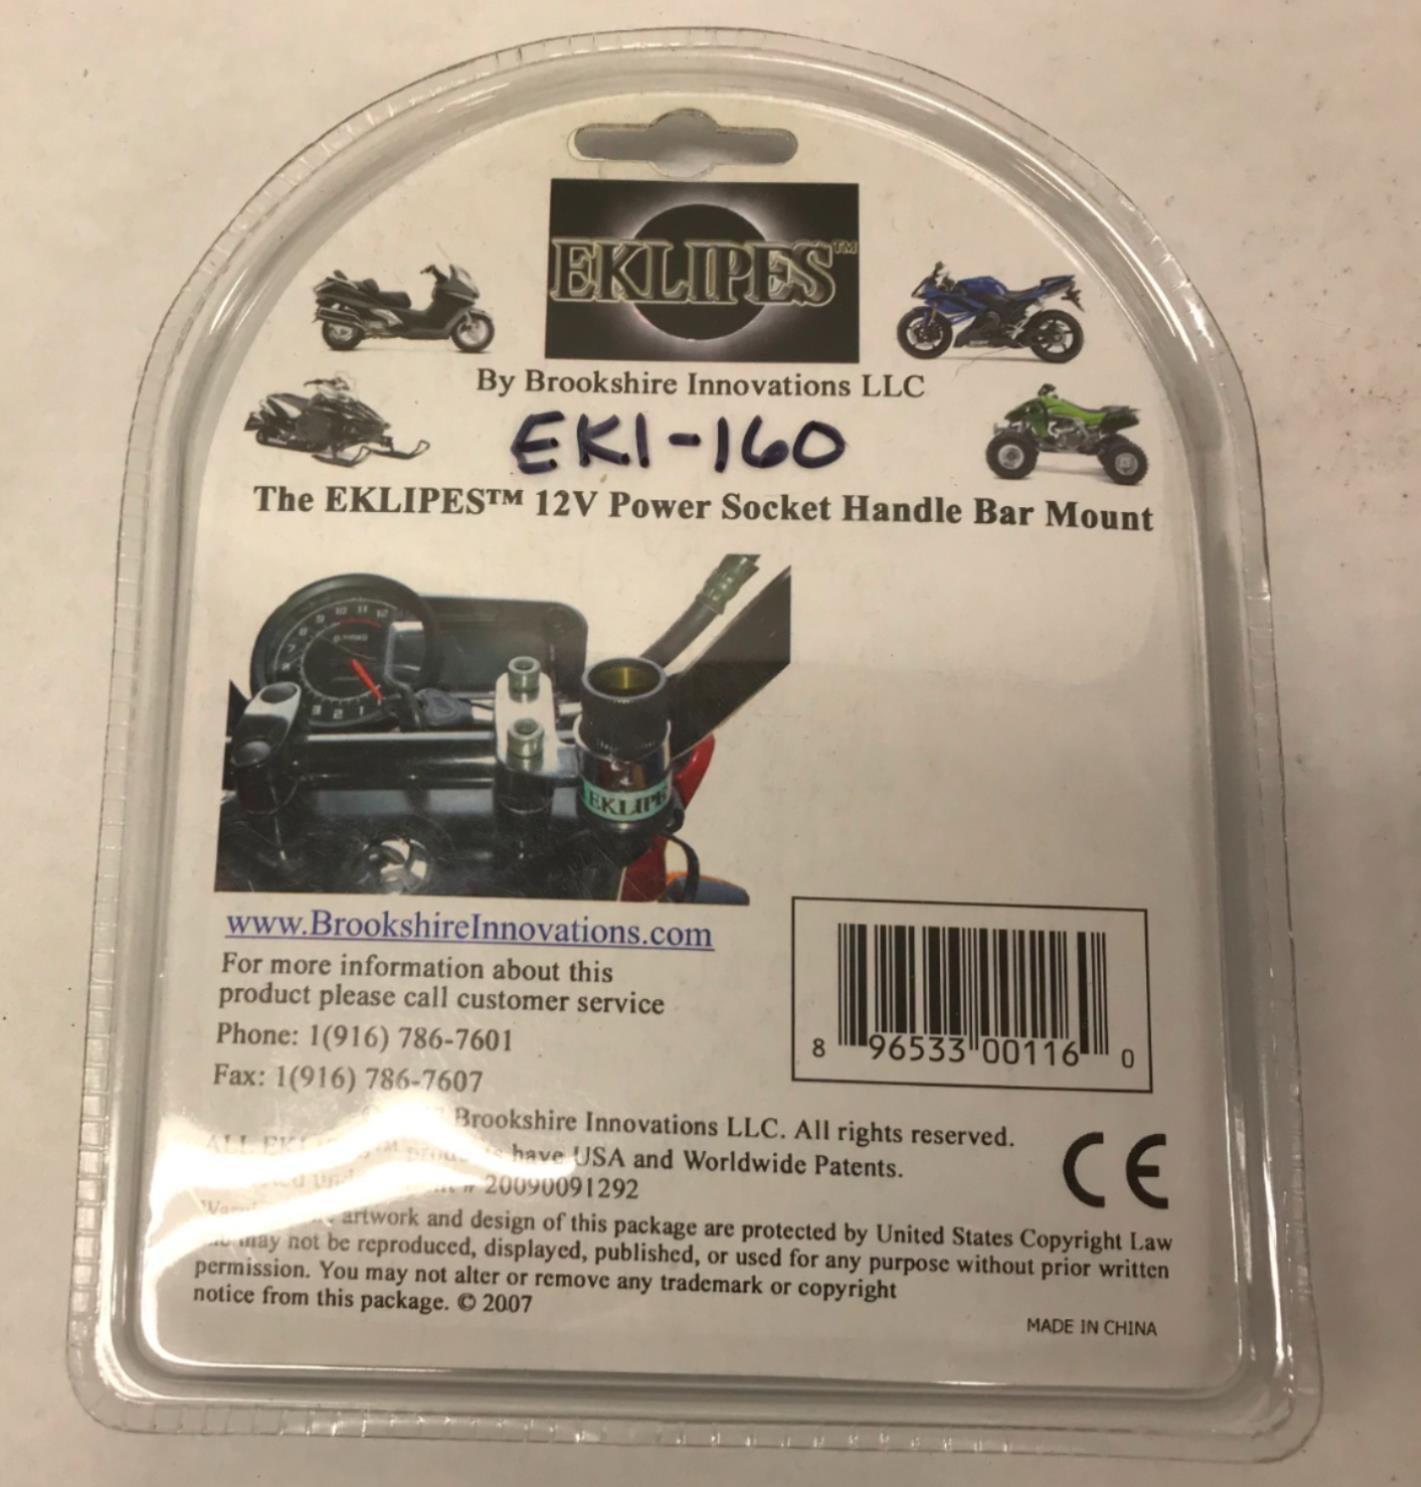 EKLIPES™
By Brookshire Innovations LLC
EK1-160
The EKLIPES™ 12V Power Socket Handle Bar Mount
EKLIPE
www.BrookshireInnovations.com
For more information about this
product please call customer service
Phone: 1(916) 786-7601
Fax: 1(916) 786-7607
8 96533 00116 0
Brookshire Innovations LLC. All rights reserved.
ALL have USA and Worldwide Patents.
# 20090091292
CE
artwork and design of this package are protected by United States Copyright Law
may not be reproduced, displayed, published, or used for any purpose without prior written
permission. You may not alter or remove any trademark or copyright
notice from this package. © 2007
MADE IN CHINA